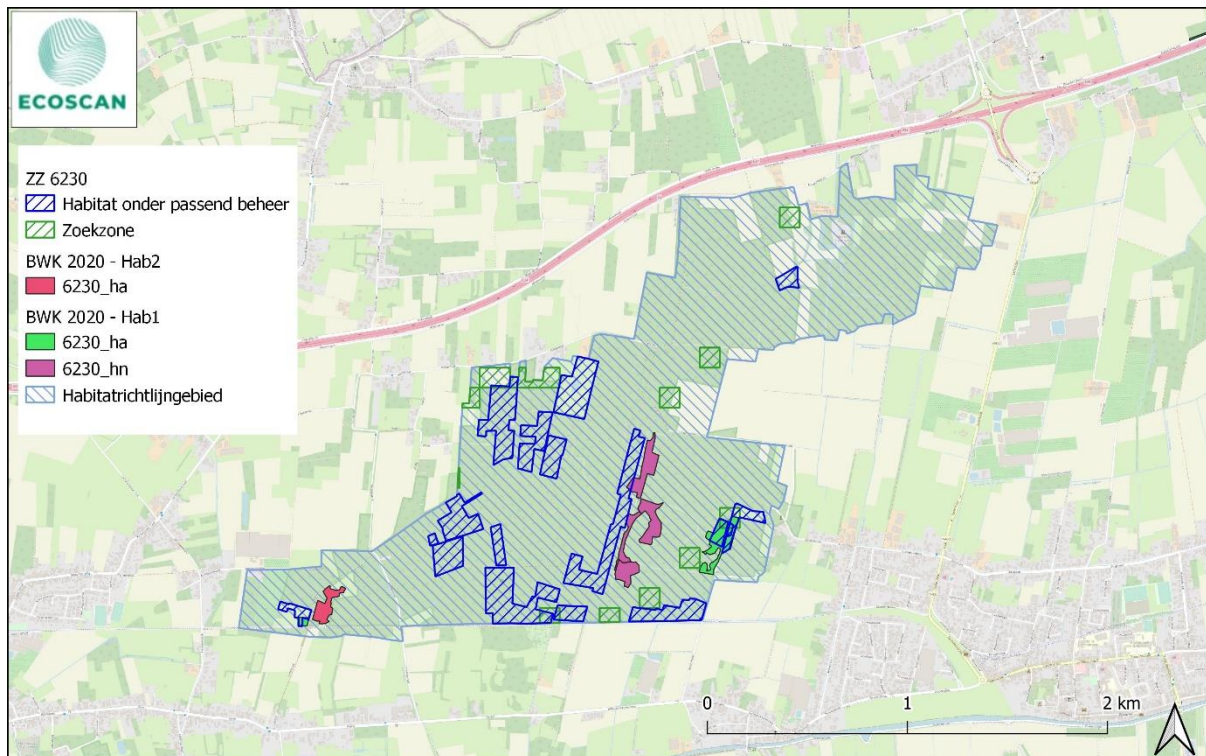 ECOSCAN
ZZ 6230
Habitat onder passend beheer
Zoekzone
BWK 2020 - Hab2
6230_ha
BWK 2020 - Hab1
6230_ha
6230_hn
Habitatrichtlijngebied
0 1 2 km